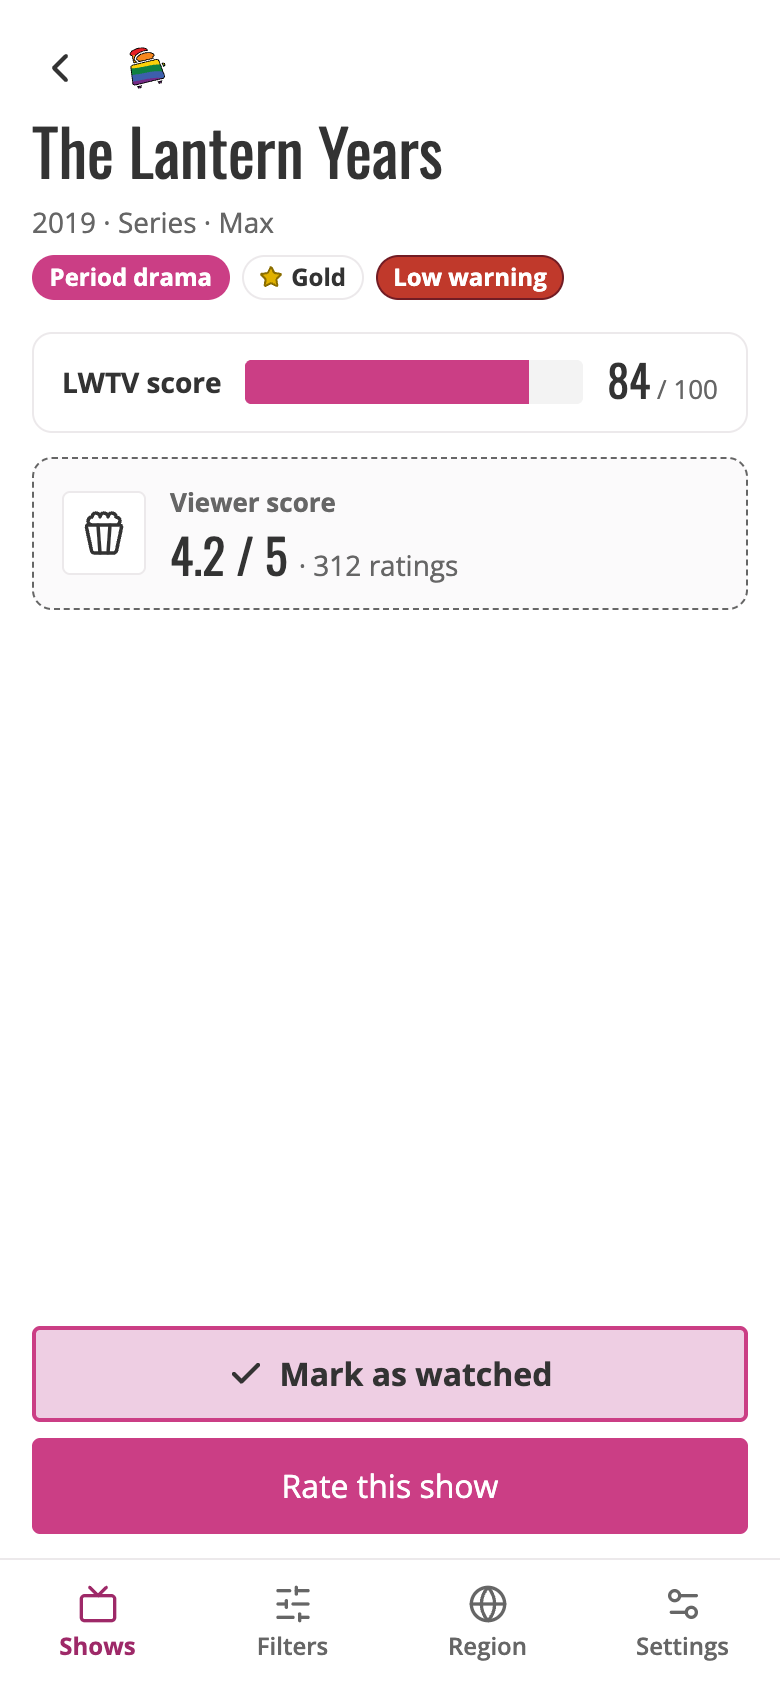 The Lantern Years
2019 · Series · Max
Period drama
Gold
Low warning
LWTV score
84 / 100
Viewer score
4.2 / 5 · 312 ratings
Mark as watched
Rate this show
Shows
Filters
Region
Settings